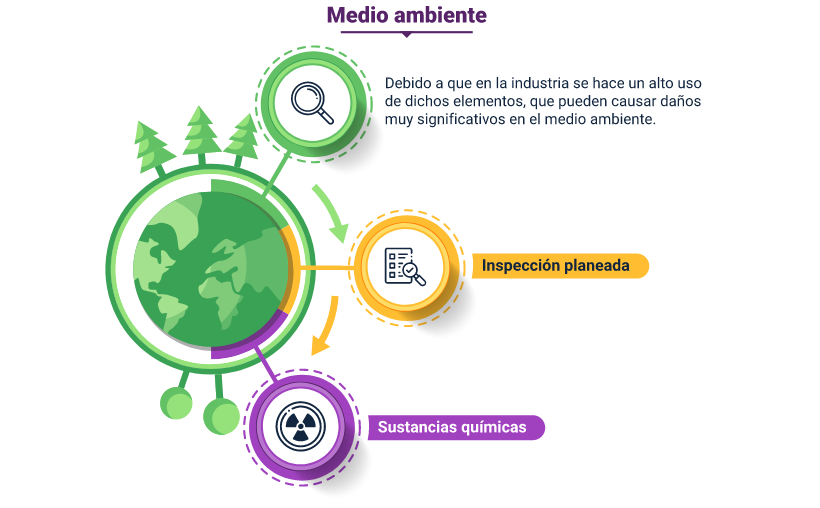 Medio ambiente
Debido a que en la industria se hace un alto uso
de dichos elementos, que pueden causar daños
muy significativos en el medio ambiente.
Inspección planeada
Sustancias químicas